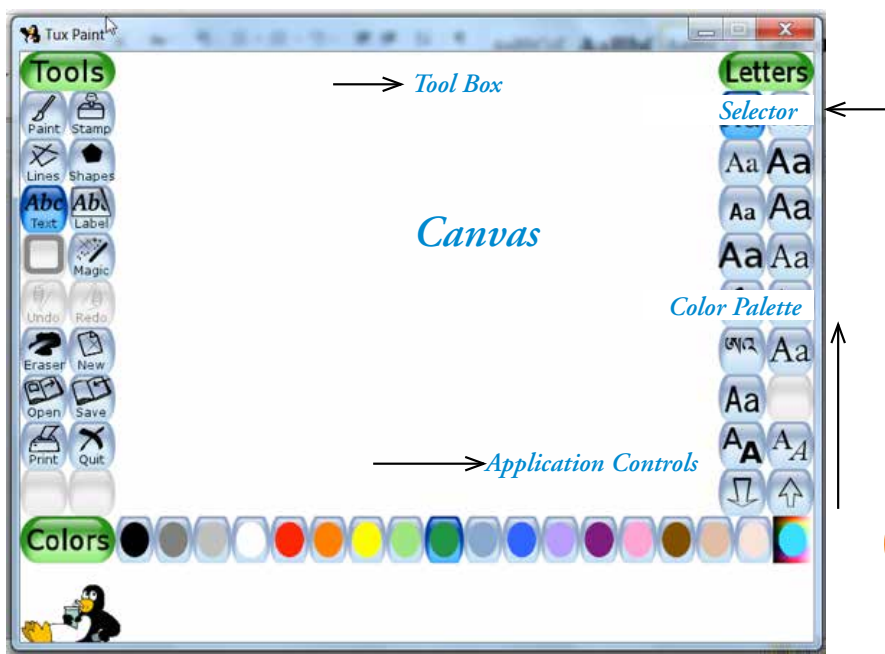 Tux Paint
Tools
Letters
Tool Box
Selector
Paint Stamp
Lines Shapes
Aa Aa
Abc Abc
Text Label
Aa Aa
Canvas
Magic
Aa Aa
Undo Redo
Color Palette
Eraser New
Aa
Open Save
Aa
Print Quit
Application Controls
AA AA
Colors